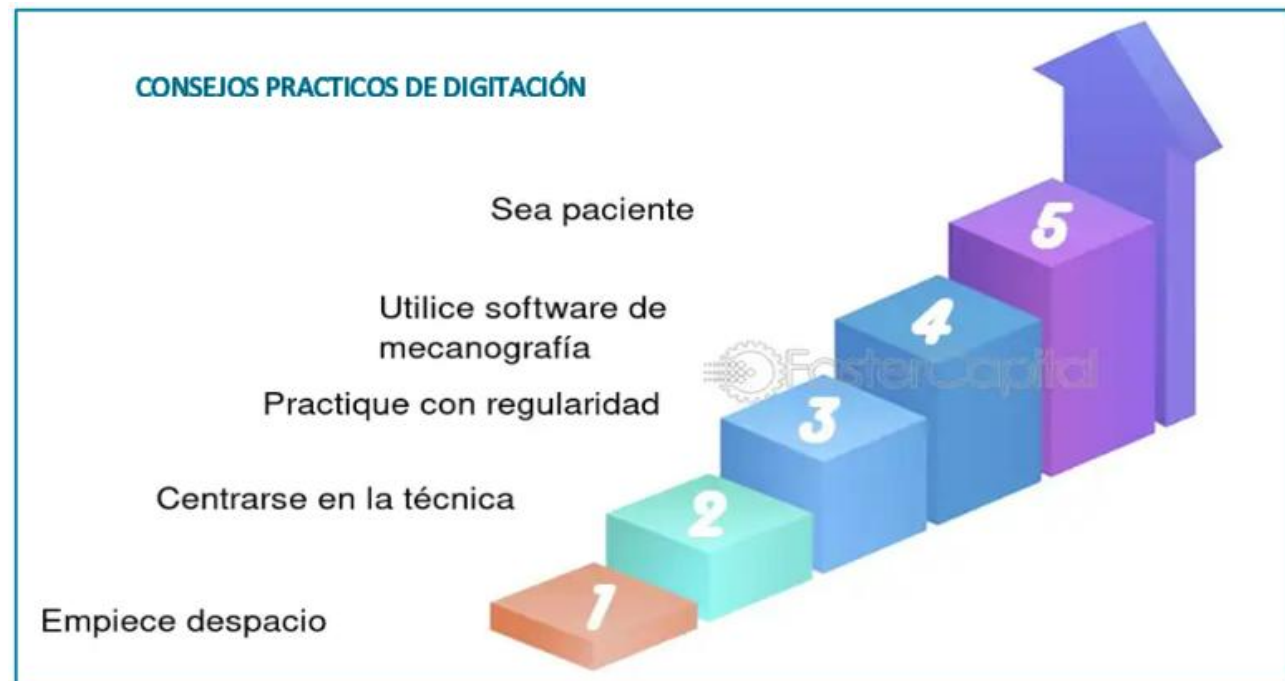 CONSEJOS PRACTICOS DE DIGITACIÓN
Sea paciente
Utilice software de
mecanografía
Practique con regularidad
Centrarse en la técnica
Empiece despacio
5
4
3
2
1
FasterCapital